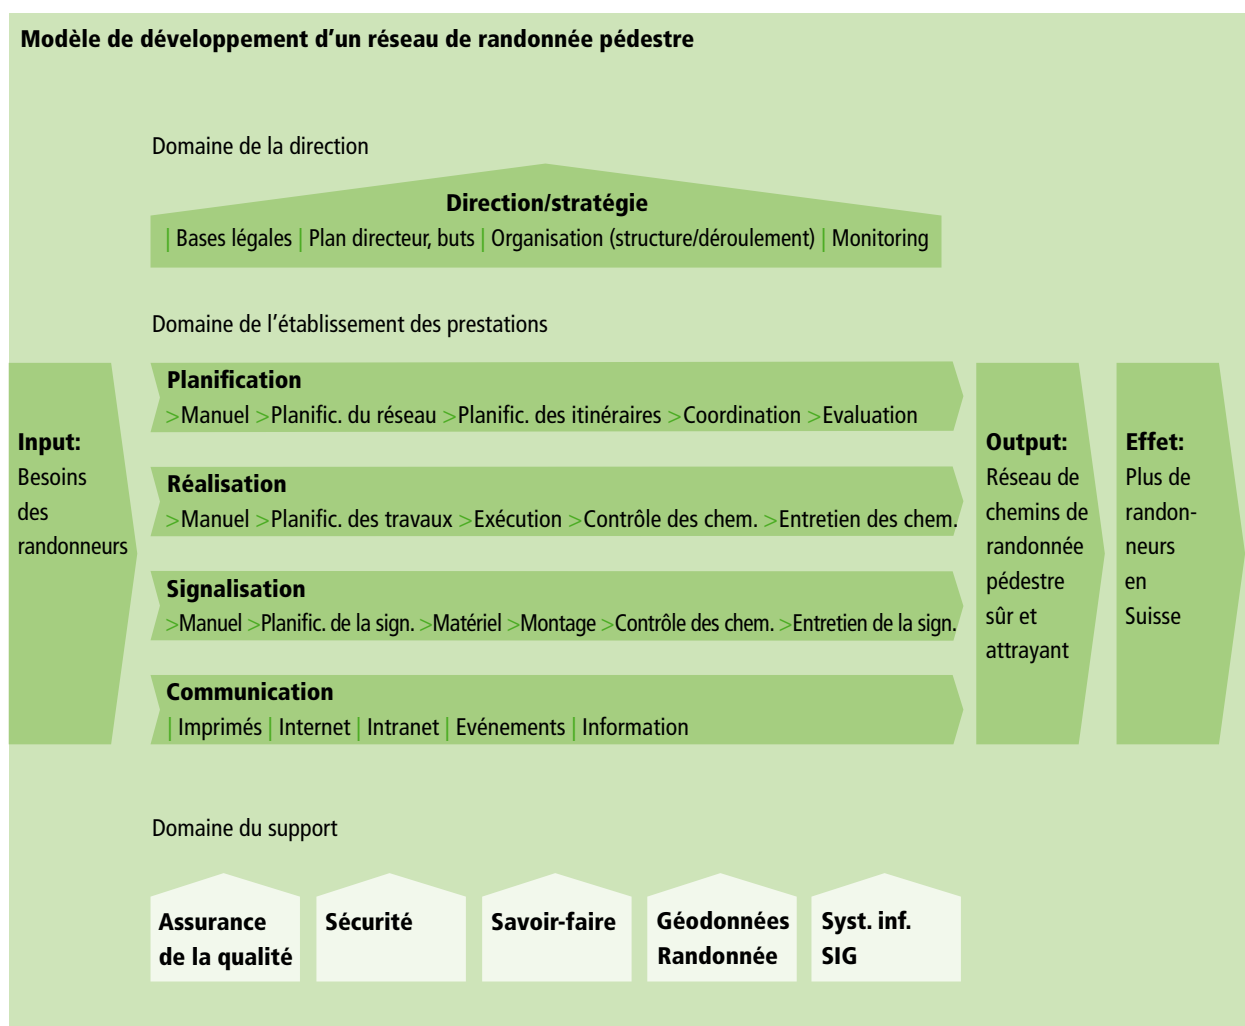 Modèle de développement d’un réseau de randonnée pédestre
Domaine de la direction
Direction/stratégie
| Bases légales | Plan directeur, buts | Organisation (structure/déroulement) | Monitoring
Domaine de l’établissement des prestations
Input:
Besoins
des
randonneurs
Planification
>Manuel >Planific. du réseau >Planific. des itinéraires >Coordination >Evaluation
Réalisation
>Manuel >Planific. des travaux >Exécution >Contrôle des chem. >Entretien des chem.
Signalisation
>Manuel >Planific. de la sign. >Matériel >Montage >Contrôle des chem. >Entretien de la sign.
Communication
| Imprimés | Internet | Intranet | Evénements | Information
Output:
Réseau de
chemins de
randonnée
pédestre
sûr et
attrayant
Effet:
Plus de
randon-
neurs
en
Suisse
Domaine du support
Assurance
de la qualité
Sécurité
Savoir-faire
Géodonnées
Randonnée
Syst. inf.
SIG